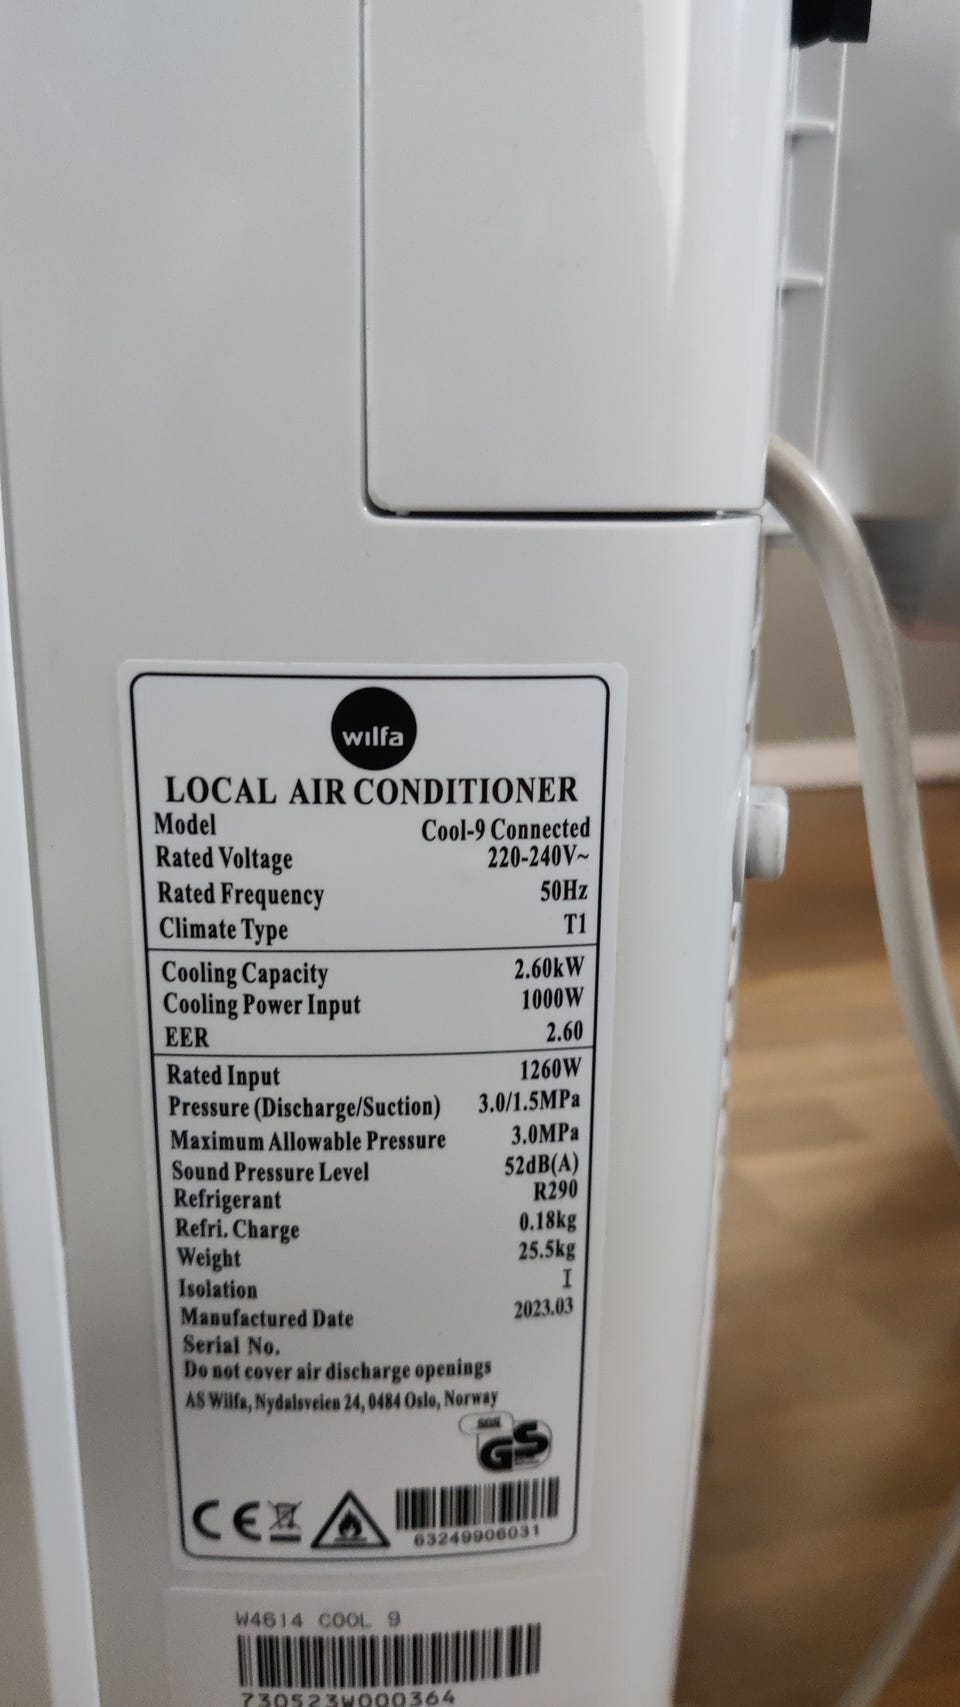 wılfa
LOCAL AIR CONDITIONER
Model Cool-9 Connected
Rated Voltage 220-240V~
Rated Frequency 50Hz
Climate Type T1
Cooling Capacity 2.60kW
Cooling Power Input 1000W
EER 2.60
Rated Input 1260W
Pressure (Discharge/Suction) 3.0/1.5MPa
Maximum Allowable Pressure 3.0MPa
Sound Pressure Level 52dB(A)
Refrigerant R290
Refri. Charge 0.18kg
Weight 25.5kg
Isolation I
Manufactured Date 2023.03
Serial No.
Do not cover air discharge openings
AS Wilfa, Nydalsveien 24, 0484 Oslo, Norway
SGS
GS
CE
63249906031
W4614 COOL 9
730523W000364